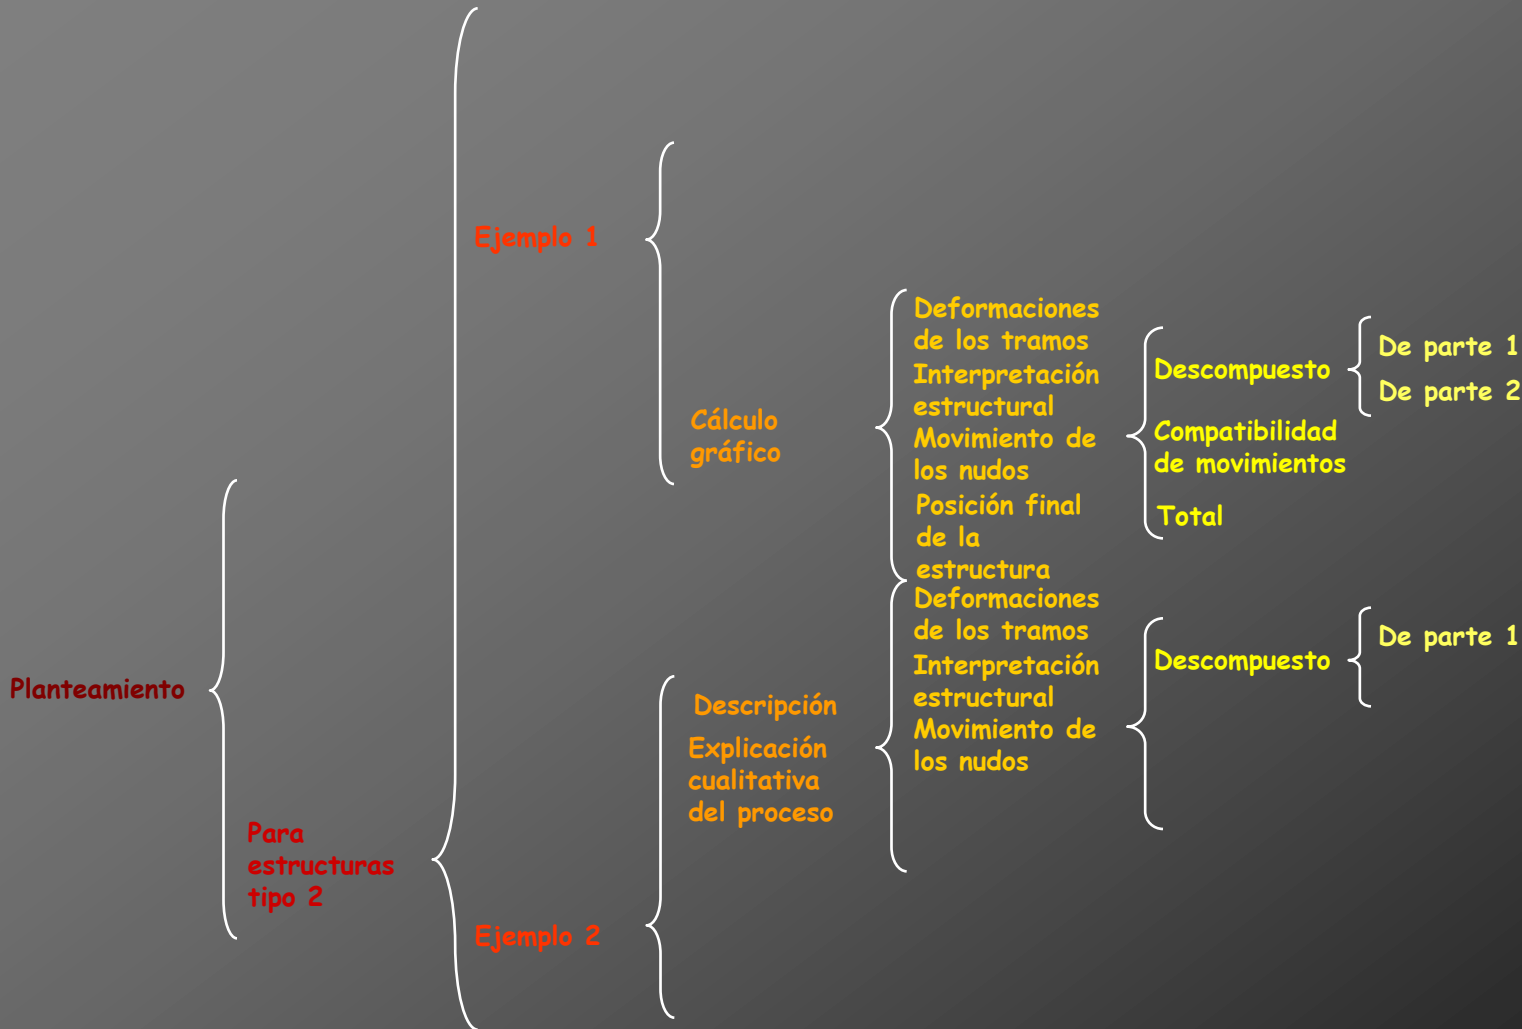 Planteamiento
Para
estructuras
tipo 2
Ejemplo 1
Cálculo
gráfico
Deformaciones
de los tramos
Interpretación
estructural
Movimiento de
los nudos
Posición final
de la
estructura
Descompuesto
De parte 1
De parte 2
Compatibilidad
de movimientos
Total
Ejemplo 2
Descripción
Explicación
cualitativa
del proceso
Deformaciones
de los tramos
Interpretación
estructural
Movimiento de
los nudos
Descompuesto
De parte 1